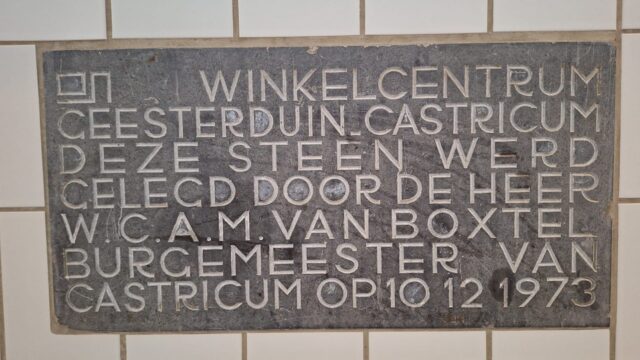 WINKELCENTRUM
GEESTERDUIN CASTRICUM
DEZE STEEN WERD
GELEGD DOOR DE HEER
W.C.A.M. VAN BOXTEL
BURGEMEESTER VAN
CASTRICUM OP 10 12 1973